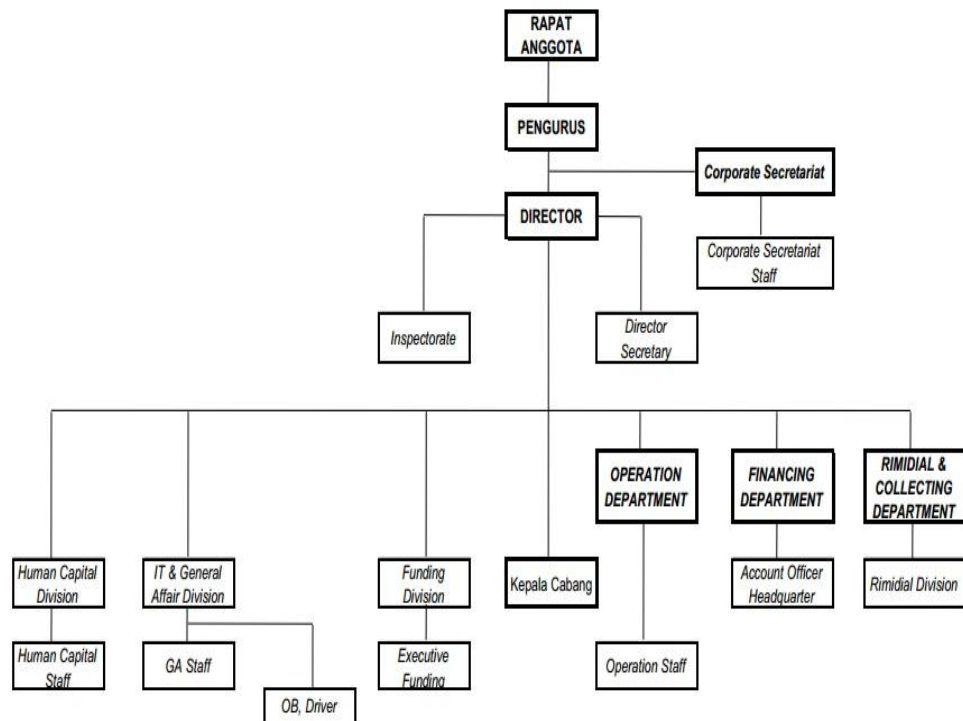 RAPAT
ANGGOTA
PENGURUS
Corporate Secretariat
DIRECTOR
Corporate Secretariat
Staff
Inspectorate
Director
Secretary
OPERATION
DEPARTMENT
FINANCING
DEPARTMENT
RIMIDIAL &
COLLECTING
DEPARTMENT
Human Capital
Division
IT & General
Affair Division
Funding
Division
Kepala Cabang
Account Officer
Headquarter
Rimidial Division
Human Capital
Staff
GA Staff
Executive
Funding
Operation Staff
OB, Driver